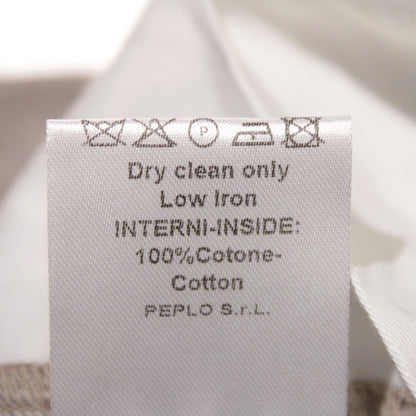 P
Dry clean only
Low Iron
INTERNI-INSIDE:
100%Cotone-
Cotton
PEPLO S.r.L.